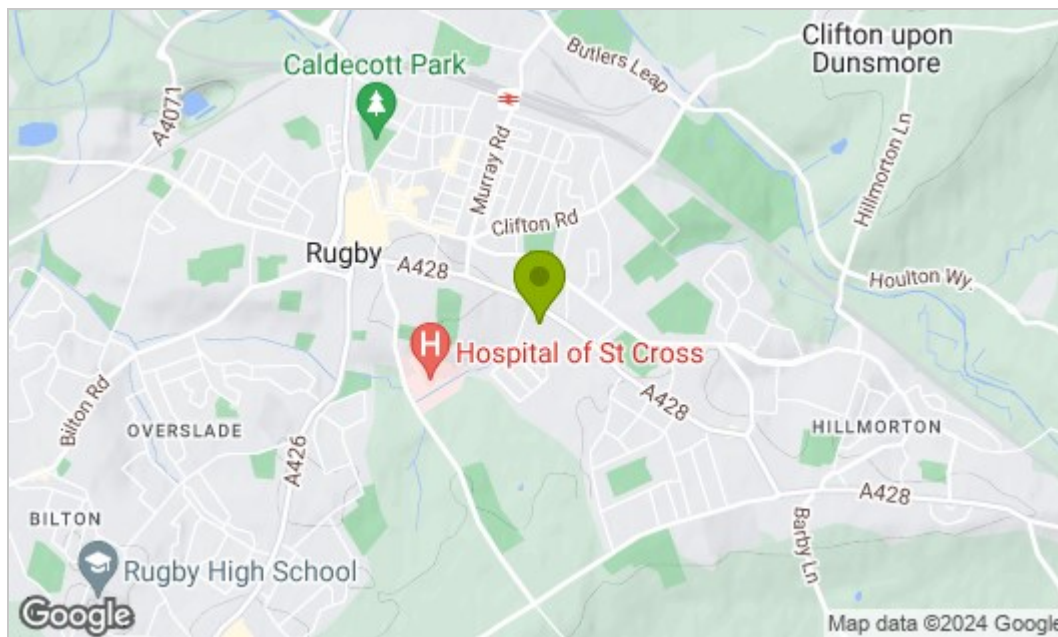 Clifton upon
Dunsmore
Butlers Leap
Caldecott Park
A4071
Murray Rd
Hillmorton Ln
Clifton Rd
Rugby
A428
Houlton Wy.
H
Hospital of St Cross
A428
Bilton Rd
OVERSLADE
A426
HILLMORTON
A428
BILTON
Barby Ln
Rugby High School
Google
Map data ©2024 Google